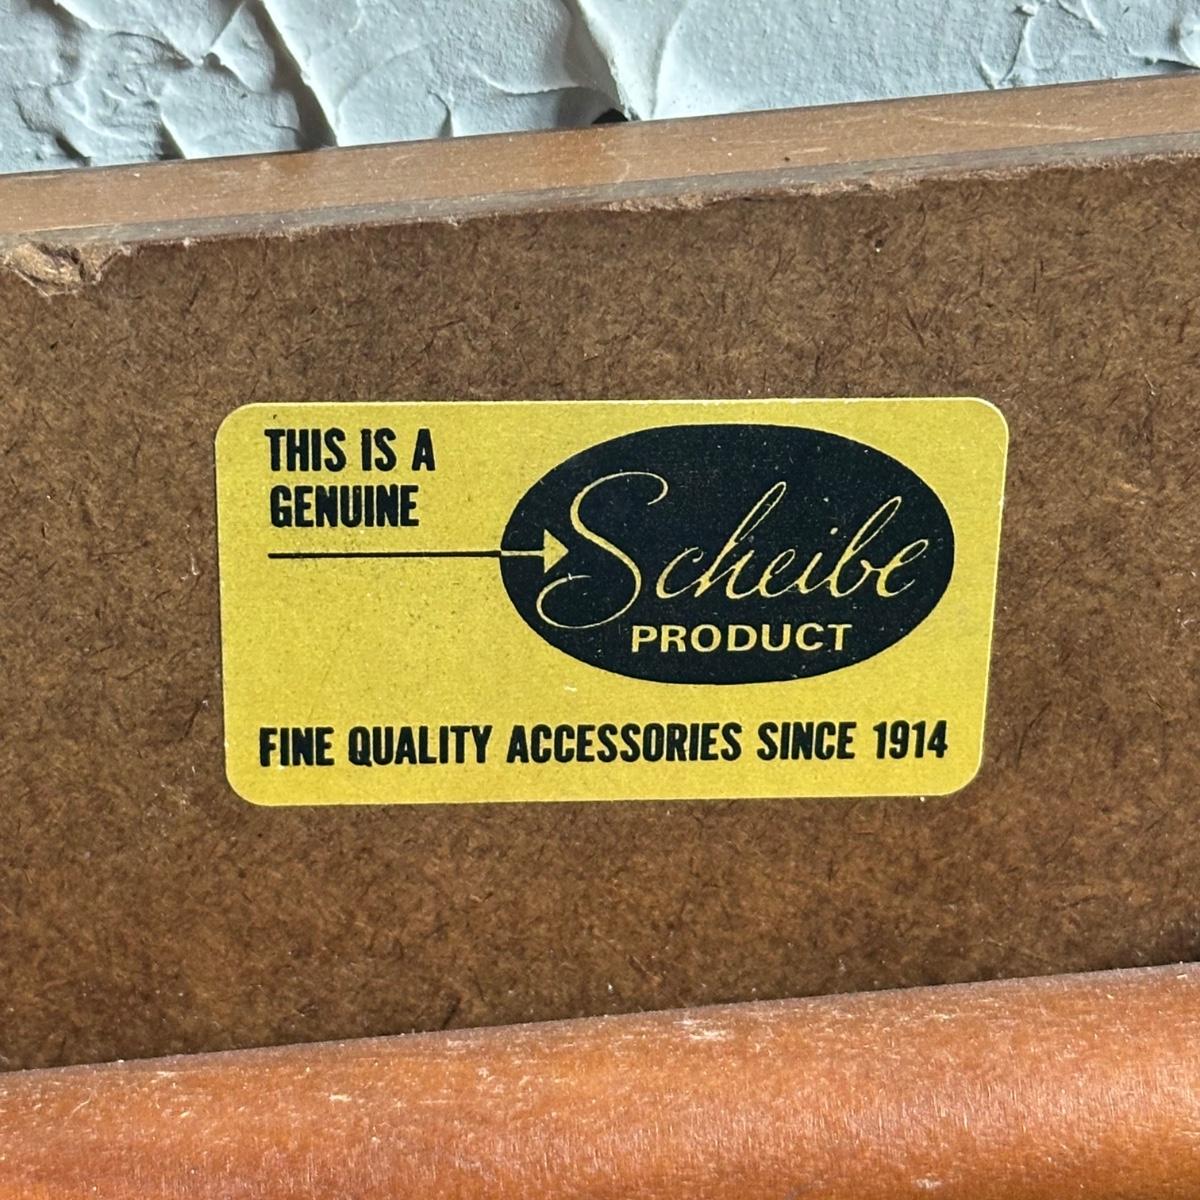 THIS IS A
GENUINE
Scheibe
PRODUCT
FINE QUALITY ACCESSORIES SINCE 1914